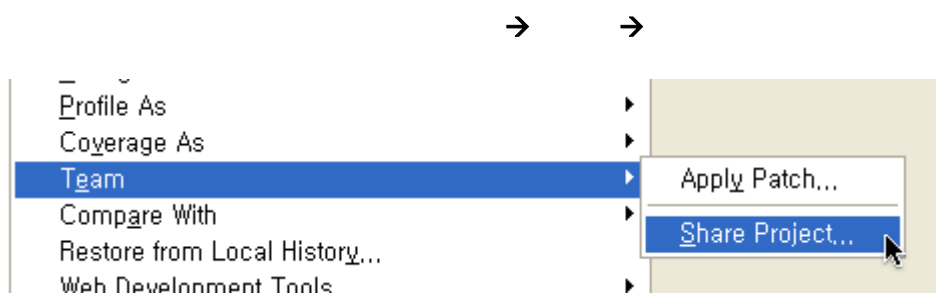 → →
Profile As
Coverage As
Team
Apply Patch...
Compare With
Share Project...
Restore from Local History...
Web Development Tools